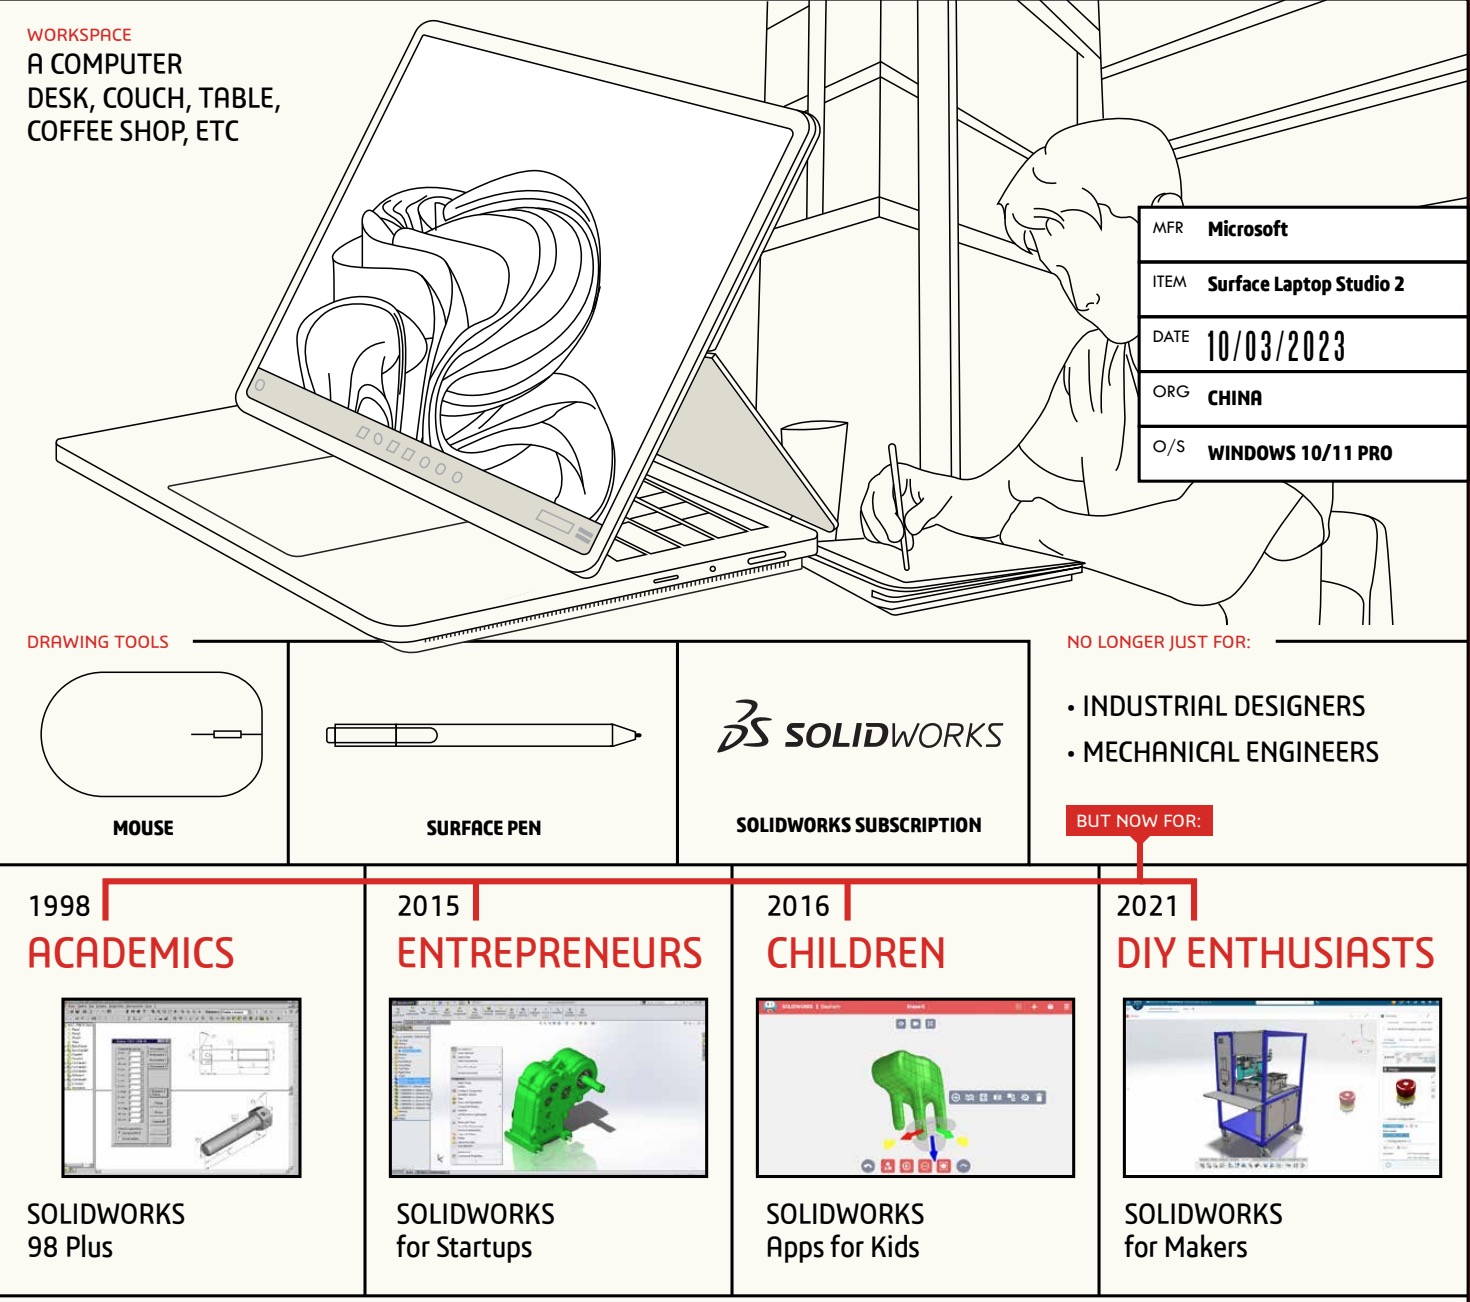 WORKSPACE
A COMPUTER
DESK, COUCH, TABLE,
COFFEE SHOP, ETC
MFR Microsoft
ITEM Surface Laptop Studio 2
DATE 10/03/2023
ORG CHINA
O/S WINDOWS 10/11 PRO
DRAWING TOOLS
MOUSE
SURFACE PEN
SOLIDWORKS
SOLIDWORKS SUBSCRIPTION
NO LONGER JUST FOR:
• INDUSTRIAL DESIGNERS
• MECHANICAL ENGINEERS
BUT NOW FOR:
1998
ACADEMICS
SOLIDWORKS
98 Plus
2015
ENTREPRENEURS
SOLIDWORKS
for Startups
2016
CHILDREN
SOLIDWORKS
Apps for Kids
2021
DIY ENTHUSIASTS
SOLIDWORKS
for Makers